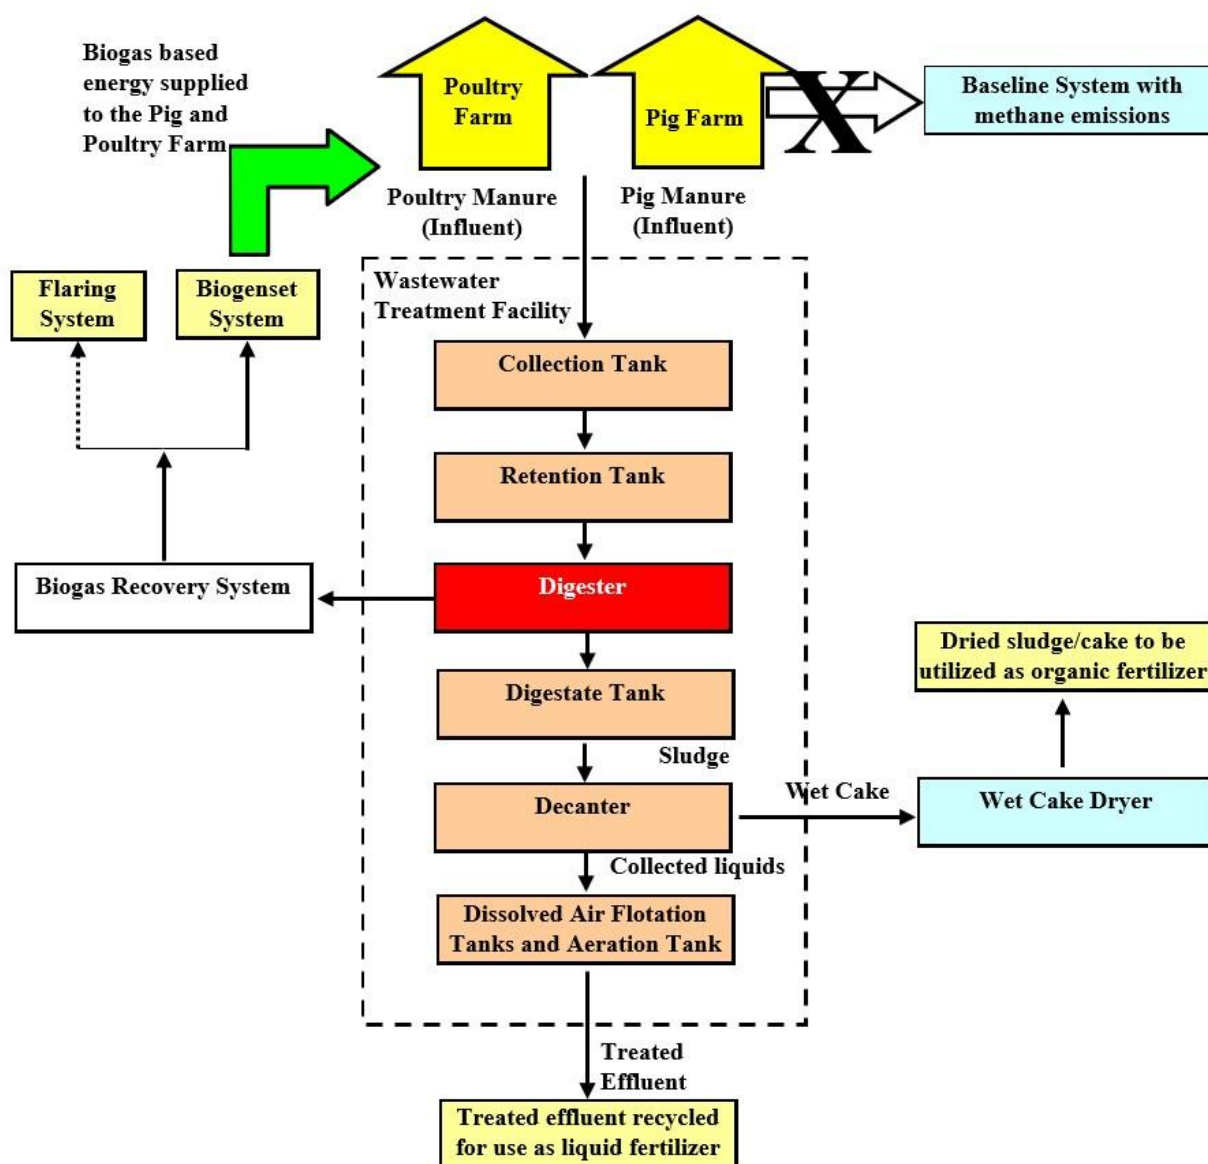 Biogas based
energy supplied
to the Pig and
Poultry Farm
Poultry
Farm
Pig Farm
X
Baseline System with
methane emissions
Poultry Manure
(Influent)
Pig Manure
(Influent)
Flaring
System
Biogenset
System
Wastewater
Treatment Facility
Collection Tank
Retention Tank
Biogas Recovery System
Digester
Dried sludge/cake to be
utilized as organic fertilizer
Digestate Tank
Sludge
Decanter
Wet Cake
Wet Cake Dryer
Collected liquids
Dissolved Air Flotation
Tanks and Aeration Tank
Treated
Effluent
Treated effluent recycled
for use as liquid fertilizer